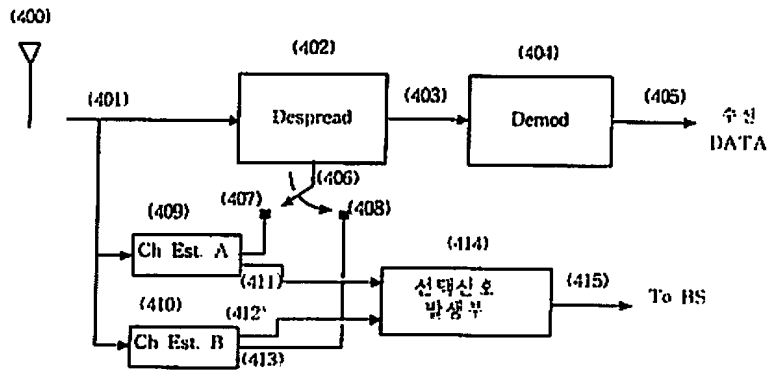 (400)
(402)
(404)
(401)
(403)
(405)
Despread
Demod
수신
DATA
(406)
(407)
(408)
(409)
(414)
Ch Est. A
(411)
선택신호
발생부
(415)
To BS
(410)
(412)
Ch Est. B
(413)